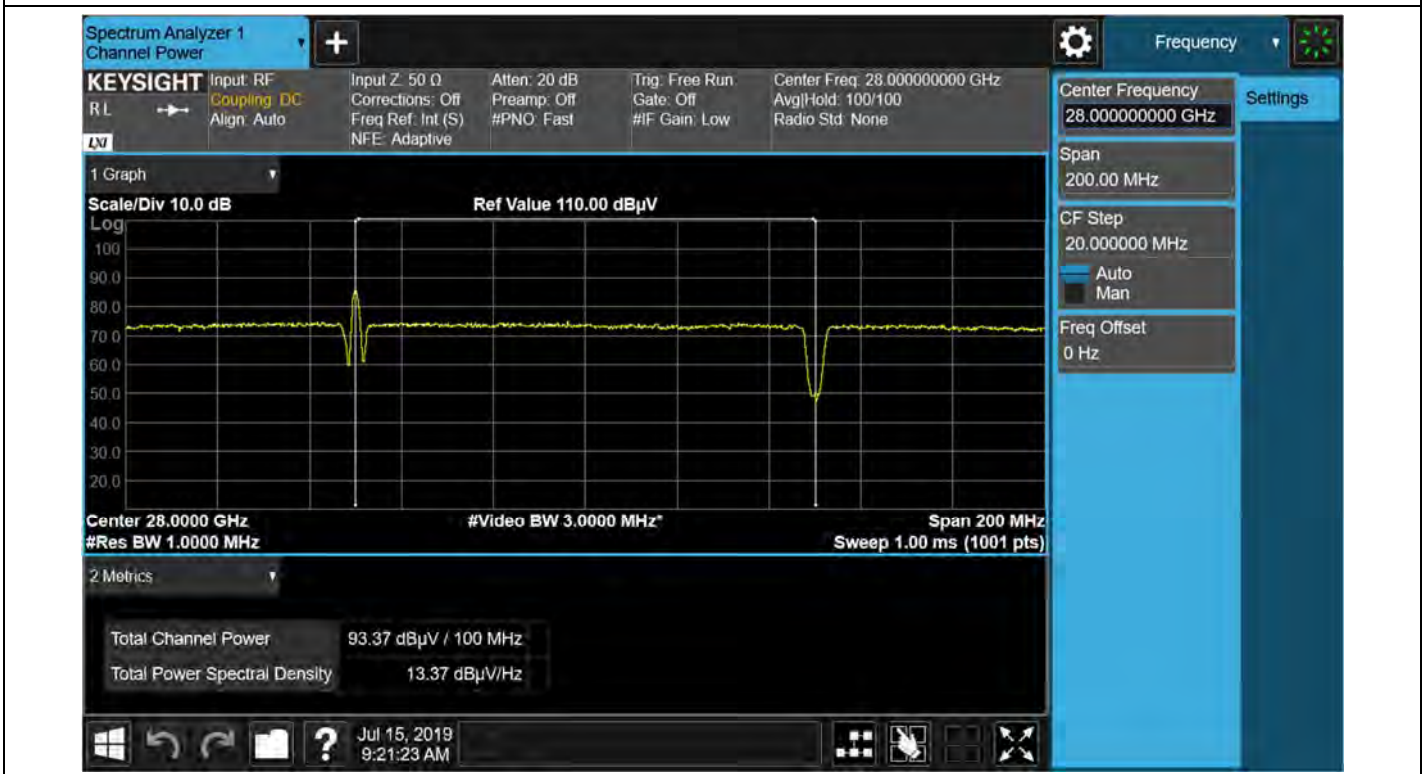 Spectrum Analyzer 1
Channel Power
Frequency
KEYSIGHT
R L
LXI
Input: RF
Coupling: DC
Align: Auto
Input Z: 50 Ω
Corrections: Off
Freq Ref: Int (S)
NFE: Adaptive
Atten: 20 dB
Preamp: Off
#PNO: Fast
Trig: Free Run
Gate: Off
#IF Gain: Low
Center Freq: 28.000000000 GHz
Avg|Hold: 100/100
Radio Std: None
Center Frequency
28.000000000 GHz
Settings
Span
200.00 MHz
CF Step
20.000000 MHz
Auto
Man
Freq Offset
0 Hz
1 Graph
Scale/Div 10.0 dB
Ref Value 110.00 dBµV
Log
100
90.0
80.0
70.0
60.0
50.0
40.0
30.0
20.0
Center 28.0000 GHz
#Video BW 3.0000 MHz*
Span 200 MHz
#Res BW 1.0000 MHz
Sweep 1.00 ms (1001 pts)
2 Metrics
Total Channel Power 93.37 dBµV / 100 MHz
Total Power Spectral Density 13.37 dBµV/Hz
?
Jul 15, 2019
9:21:23 AM